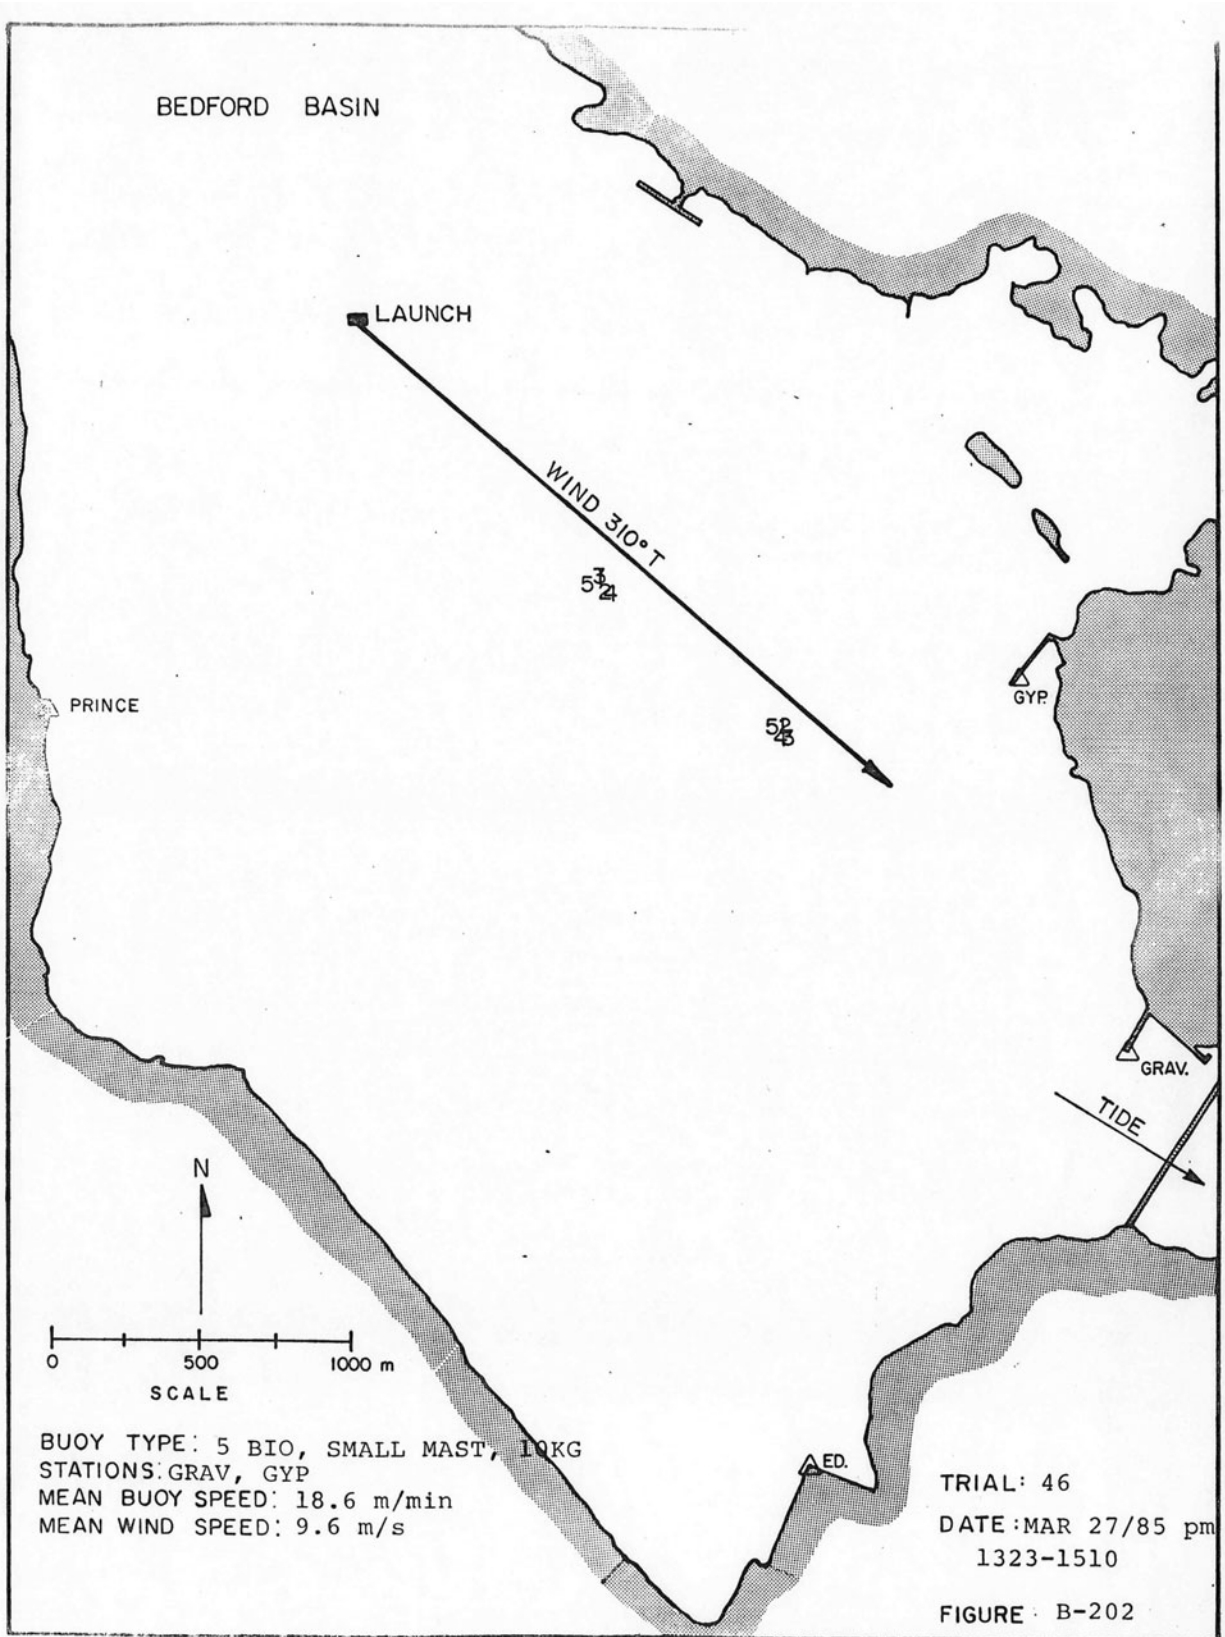 BEDFORD BASIN
LAUNCH
WIND 310° T
PRINCE
GYP.
GRAV.
TIDE
N
0 500 1000 m
SCALE
ED.
BUOY TYPE: 5 BIO, SMALL MAST, 10KG
STATIONS: GRAV, GYP
MEAN BUOY SPEED: 18.6 m/min
MEAN WIND SPEED: 9.6 m/s
TRIAL: 46
DATE: MAR 27/85 pm
1323-1510
FIGURE: B-202